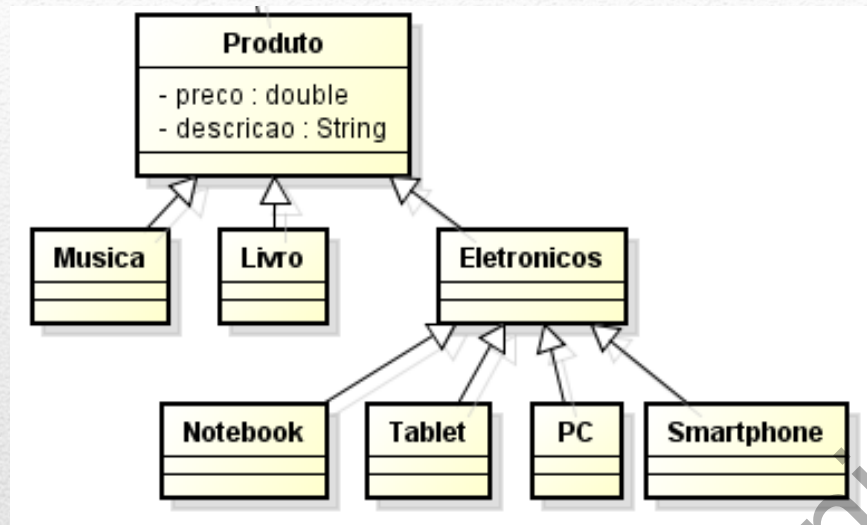 Produto
- preco : double
- descricao : String
Musica
Livro
Eletronicos
Notebook
Tablet
PC
Smartphone